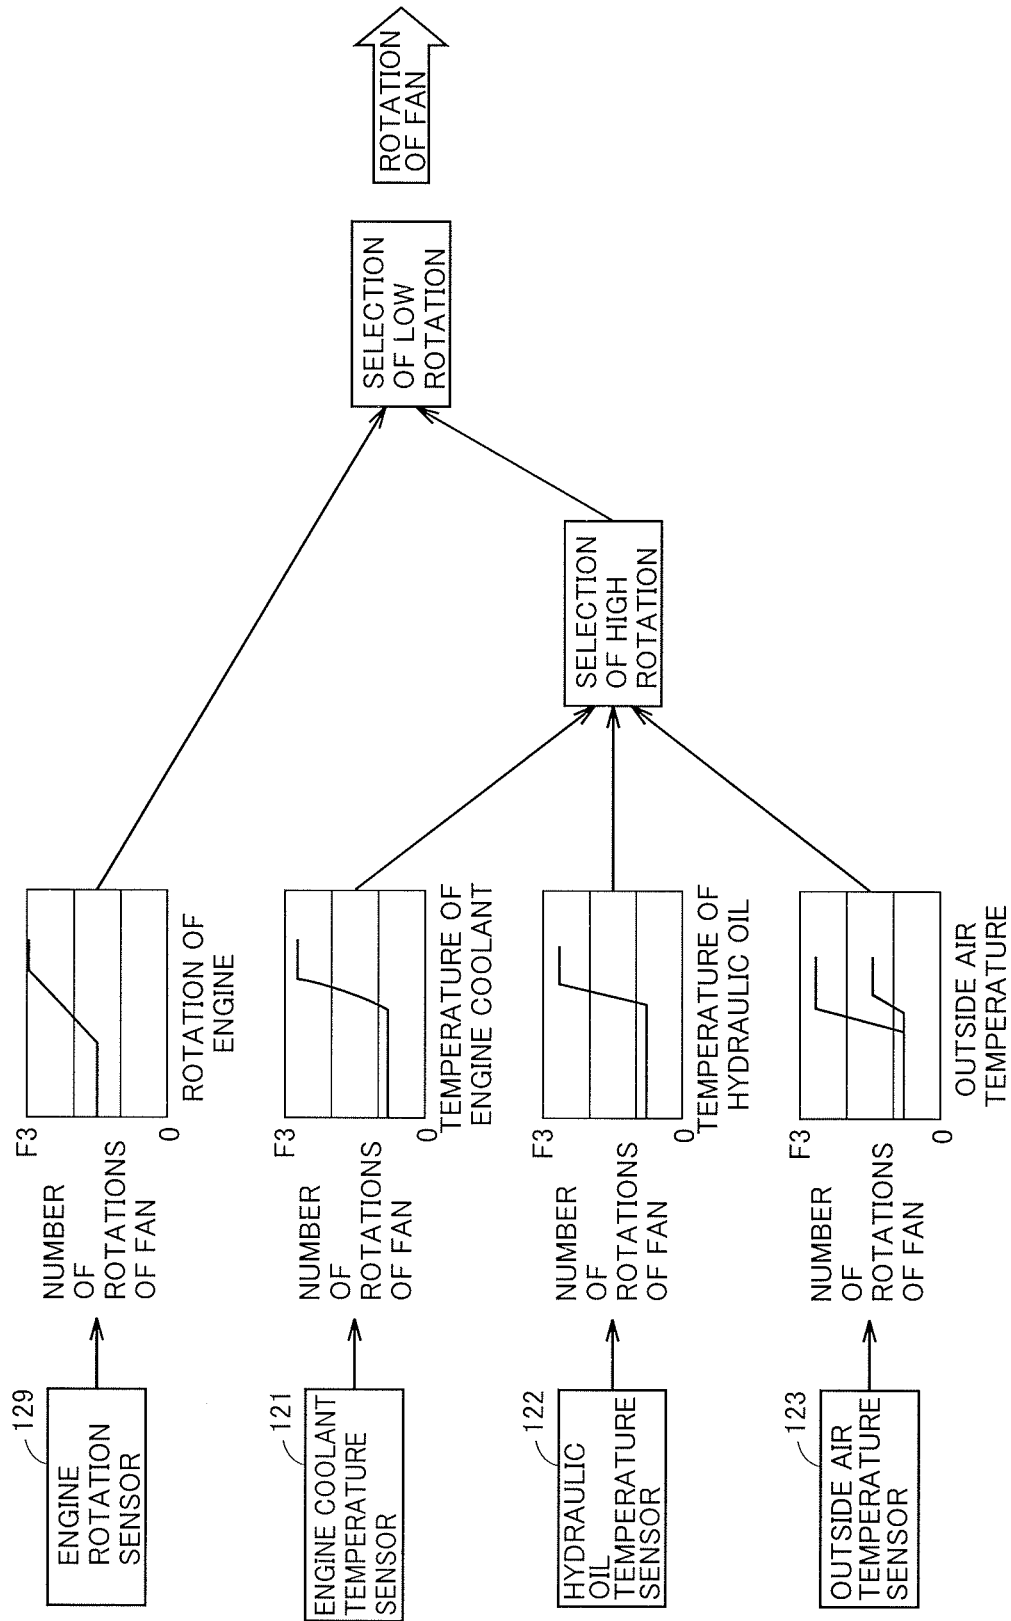 129
ENGINE
ROTATION
SENSOR
NUMBER
OF
ROTATIONS
OF FAN
F3
0
ROTATION OF
ENGINE
121
ENGINE COOLANT
TEMPERATURE
SENSOR
NUMBER
OF
ROTATIONS
OF FAN
F3
0
TEMPERATURE OF
ENGINE COOLANT
122
HYDRAULIC
OIL
TEMPERATURE
SENSOR
NUMBER
OF
ROTATIONS
OF FAN
F3
0
TEMPERATURE OF
HYDRAULIC OIL
123
OUTSIDE AIR
TEMPERATURE
SENSOR
NUMBER
OF
ROTATIONS
OF FAN
F3
0
OUTSIDE AIR
TEMPERATURE
SELECTION
OF HIGH
ROTATION
SELECTION
OF LOW
ROTATION
ROTATION
OF FAN